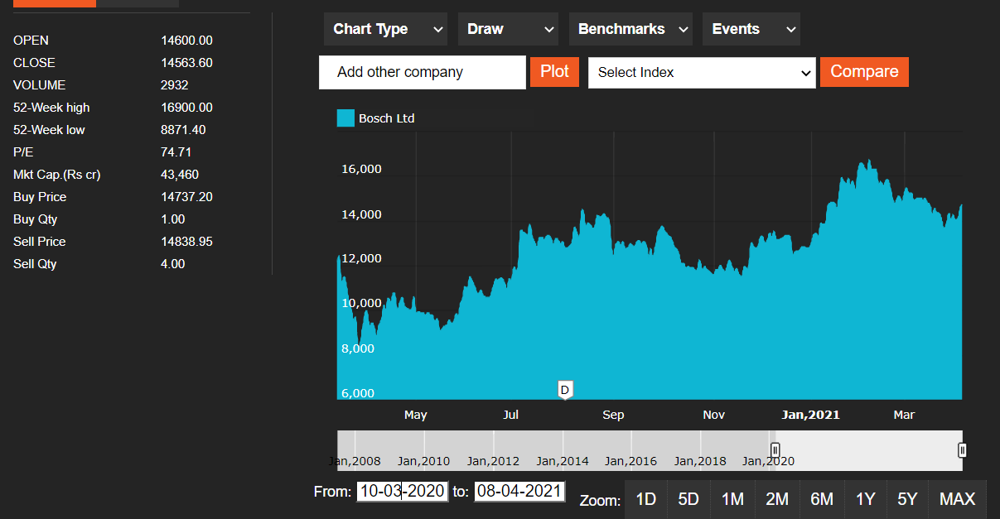 OPEN 14600.00
CLOSE 14563.60
VOLUME 2932
52-Week high 16900.00
52-Week low 8871.40
P/E 74.71
Mkt Cap.(Rs cr) 43,460
Buy Price 14737.20
Buy Qty 1.00
Sell Price 14838.95
Sell Qty 4.00
Chart Type Draw Benchmarks Events
Add other company Plot Select Index Compare
Bosch Ltd
16,000
14,000
12,000
10,000
8,000
D
6,000
May Jul Sep Nov Jan,2021 Mar
Jan,2008 Jan,2010 Jan,2012 Jan,2014 Jan,2016 Jan,2018 Jan,2020
From: 10-03-2020 to: 08-04-2021 Zoom: 1D 5D 1M 2M 6M 1Y 5Y MAX